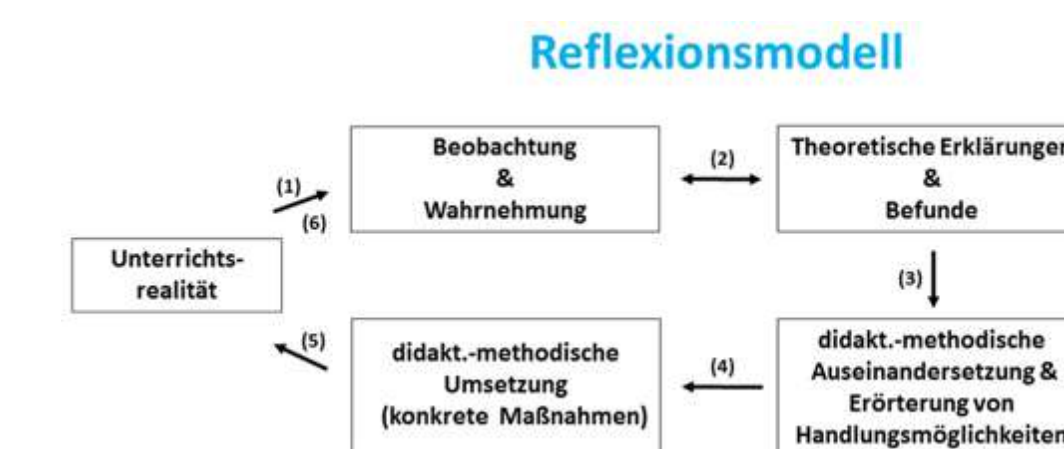 Reflexionsmodell
Beobachtung
&
Wahrnehmung
(2)
Theoretische Erklärungen
&
Befunde
(1)
(6)
Unterrichts-
realität
(3)
(5)
didakt.-methodische
Umsetzung
(konkrete Maßnahmen)
(4)
didakt.-methodische
Auseinandersetzung &
Erörterung von
Handlungsmöglichkeiten